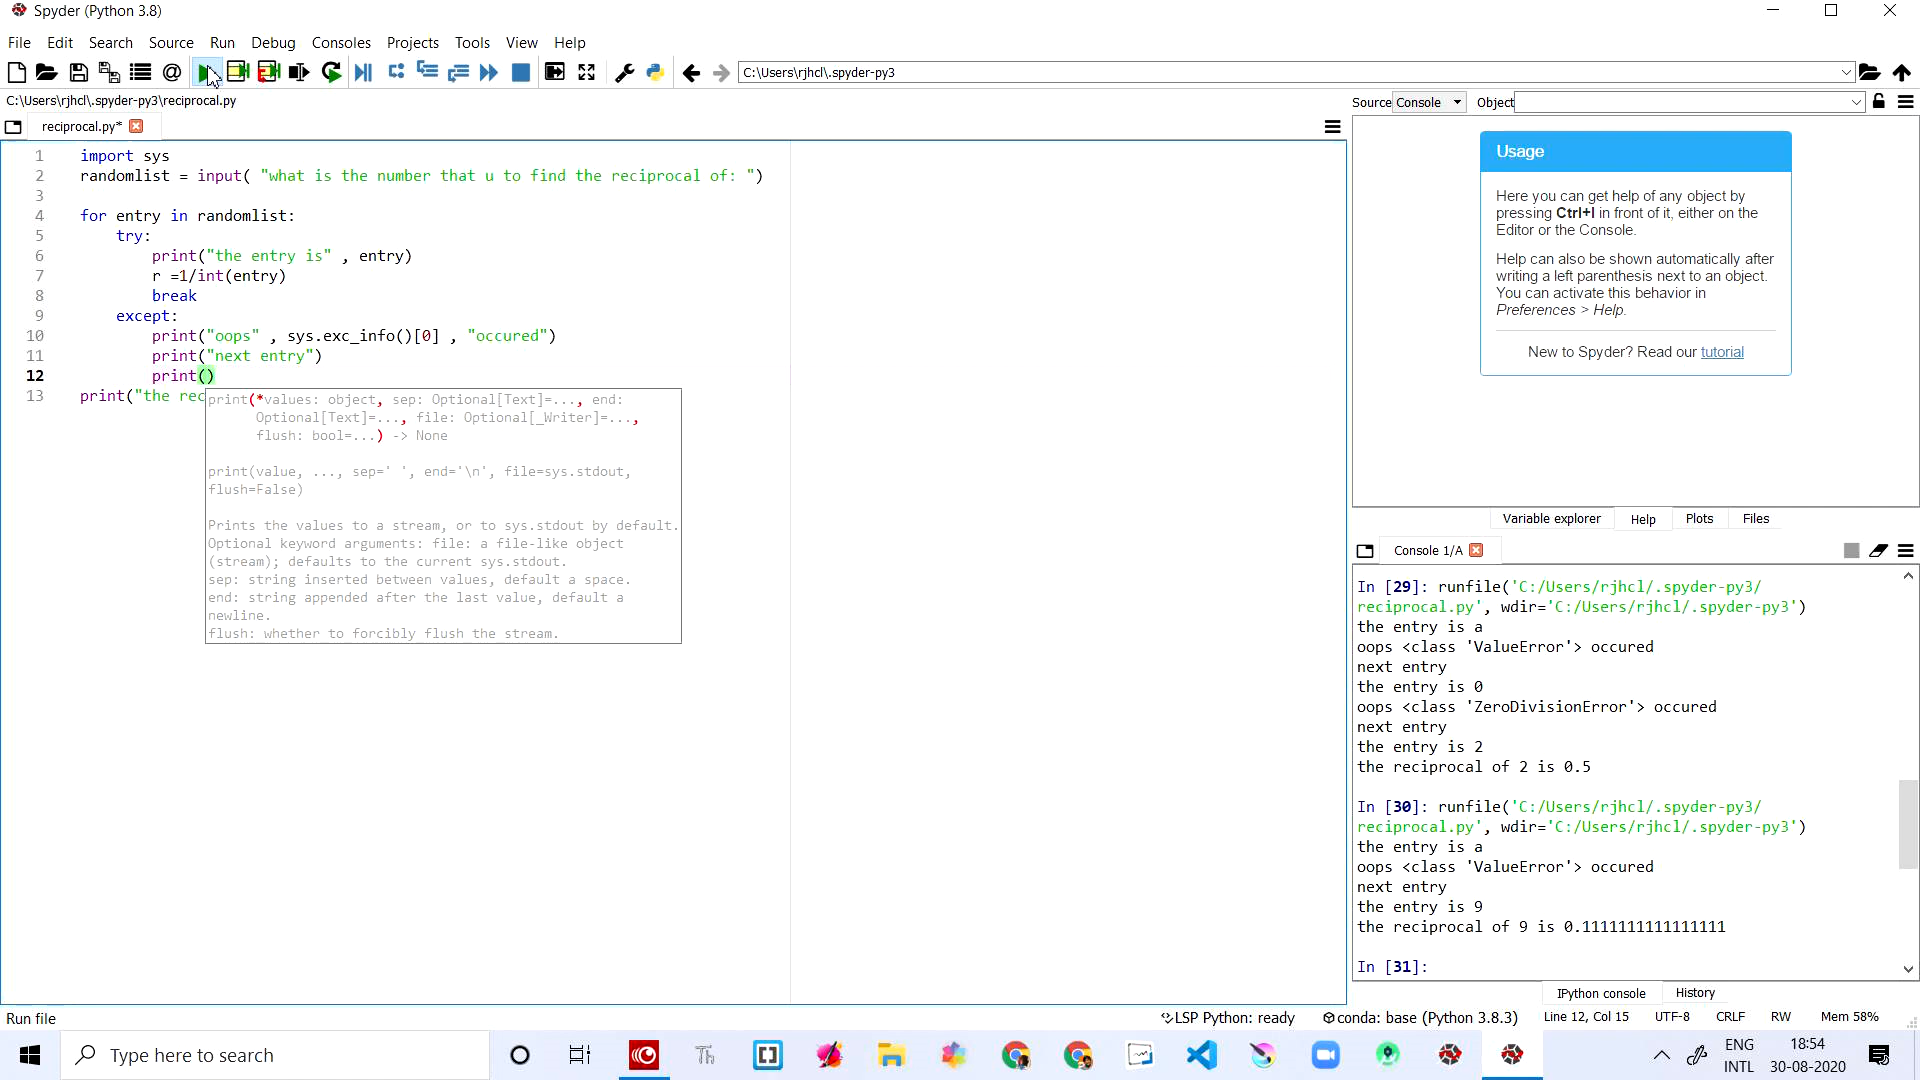 Spyder (Python 3.8)
File Edit Search Source Run Debug Consoles Projects Tools View Help
C:\Users\rjhcl\.spyder-py3
C:\Users\rjhcl\.spyder-py3\reciprocal.py
Source Console Object
reciprocal.py*
1 import sys
2 randomlist = input( "what is the number that u to find the reciprocal of: ")
3
4 for entry in randomlist:
5 try:
6 print("the entry is" , entry)
7 r =1/int(entry)
8 break
9 except:
10 print("oops" , sys.exc_info()[0] , "occured")
11 print("next entry")
12 print()
13 print("the rec
print(*values: object, sep: Optional[Text]=..., end:
Optional[Text]=..., file: Optional[_Writer]=...,
flush: bool=...) -> None
print(value, ..., sep=' ', end='\n', file=sys.stdout,
flush=False)
Prints the values to a stream, or to sys.stdout by default.
Optional keyword arguments: file: a file-like object
(stream); defaults to the current sys.stdout.
sep: string inserted between values, default a space.
end: string appended after the last value, default a
newline.
flush: whether to forcibly flush the stream.
Usage
Here you can get help of any object by
pressing Ctrl+I in front of it, either on the
Editor or the Console.
Help can also be shown automatically after
writing a left parenthesis next to an object.
You can activate this behavior in
Preferences > Help.
New to Spyder? Read our tutorial
Variable explorer Help Plots Files
Console 1/A
In [29]: runfile('C:/Users/rjhcl/.spyder-py3/
reciprocal.py', wdir='C:/Users/rjhcl/.spyder-py3')
the entry is a
oops <class 'ValueError'> occured
next entry
the entry is 0
oops <class 'ZeroDivisionError'> occured
next entry
the entry is 2
the reciprocal of 2 is 0.5
In [30]: runfile('C:/Users/rjhcl/.spyder-py3/
reciprocal.py', wdir='C:/Users/rjhcl/.spyder-py3')
the entry is a
oops <class 'ValueError'> occured
next entry
the entry is 9
the reciprocal of 9 is 0.1111111111111111
In [31]:
IPython console History
Run file
LSP Python: ready conda: base (Python 3.8.3) Line 12, Col 15 UTF-8 CRLF RW Mem 58%
Type here to search
Th
ENG
INTL
18:54
30-08-2020